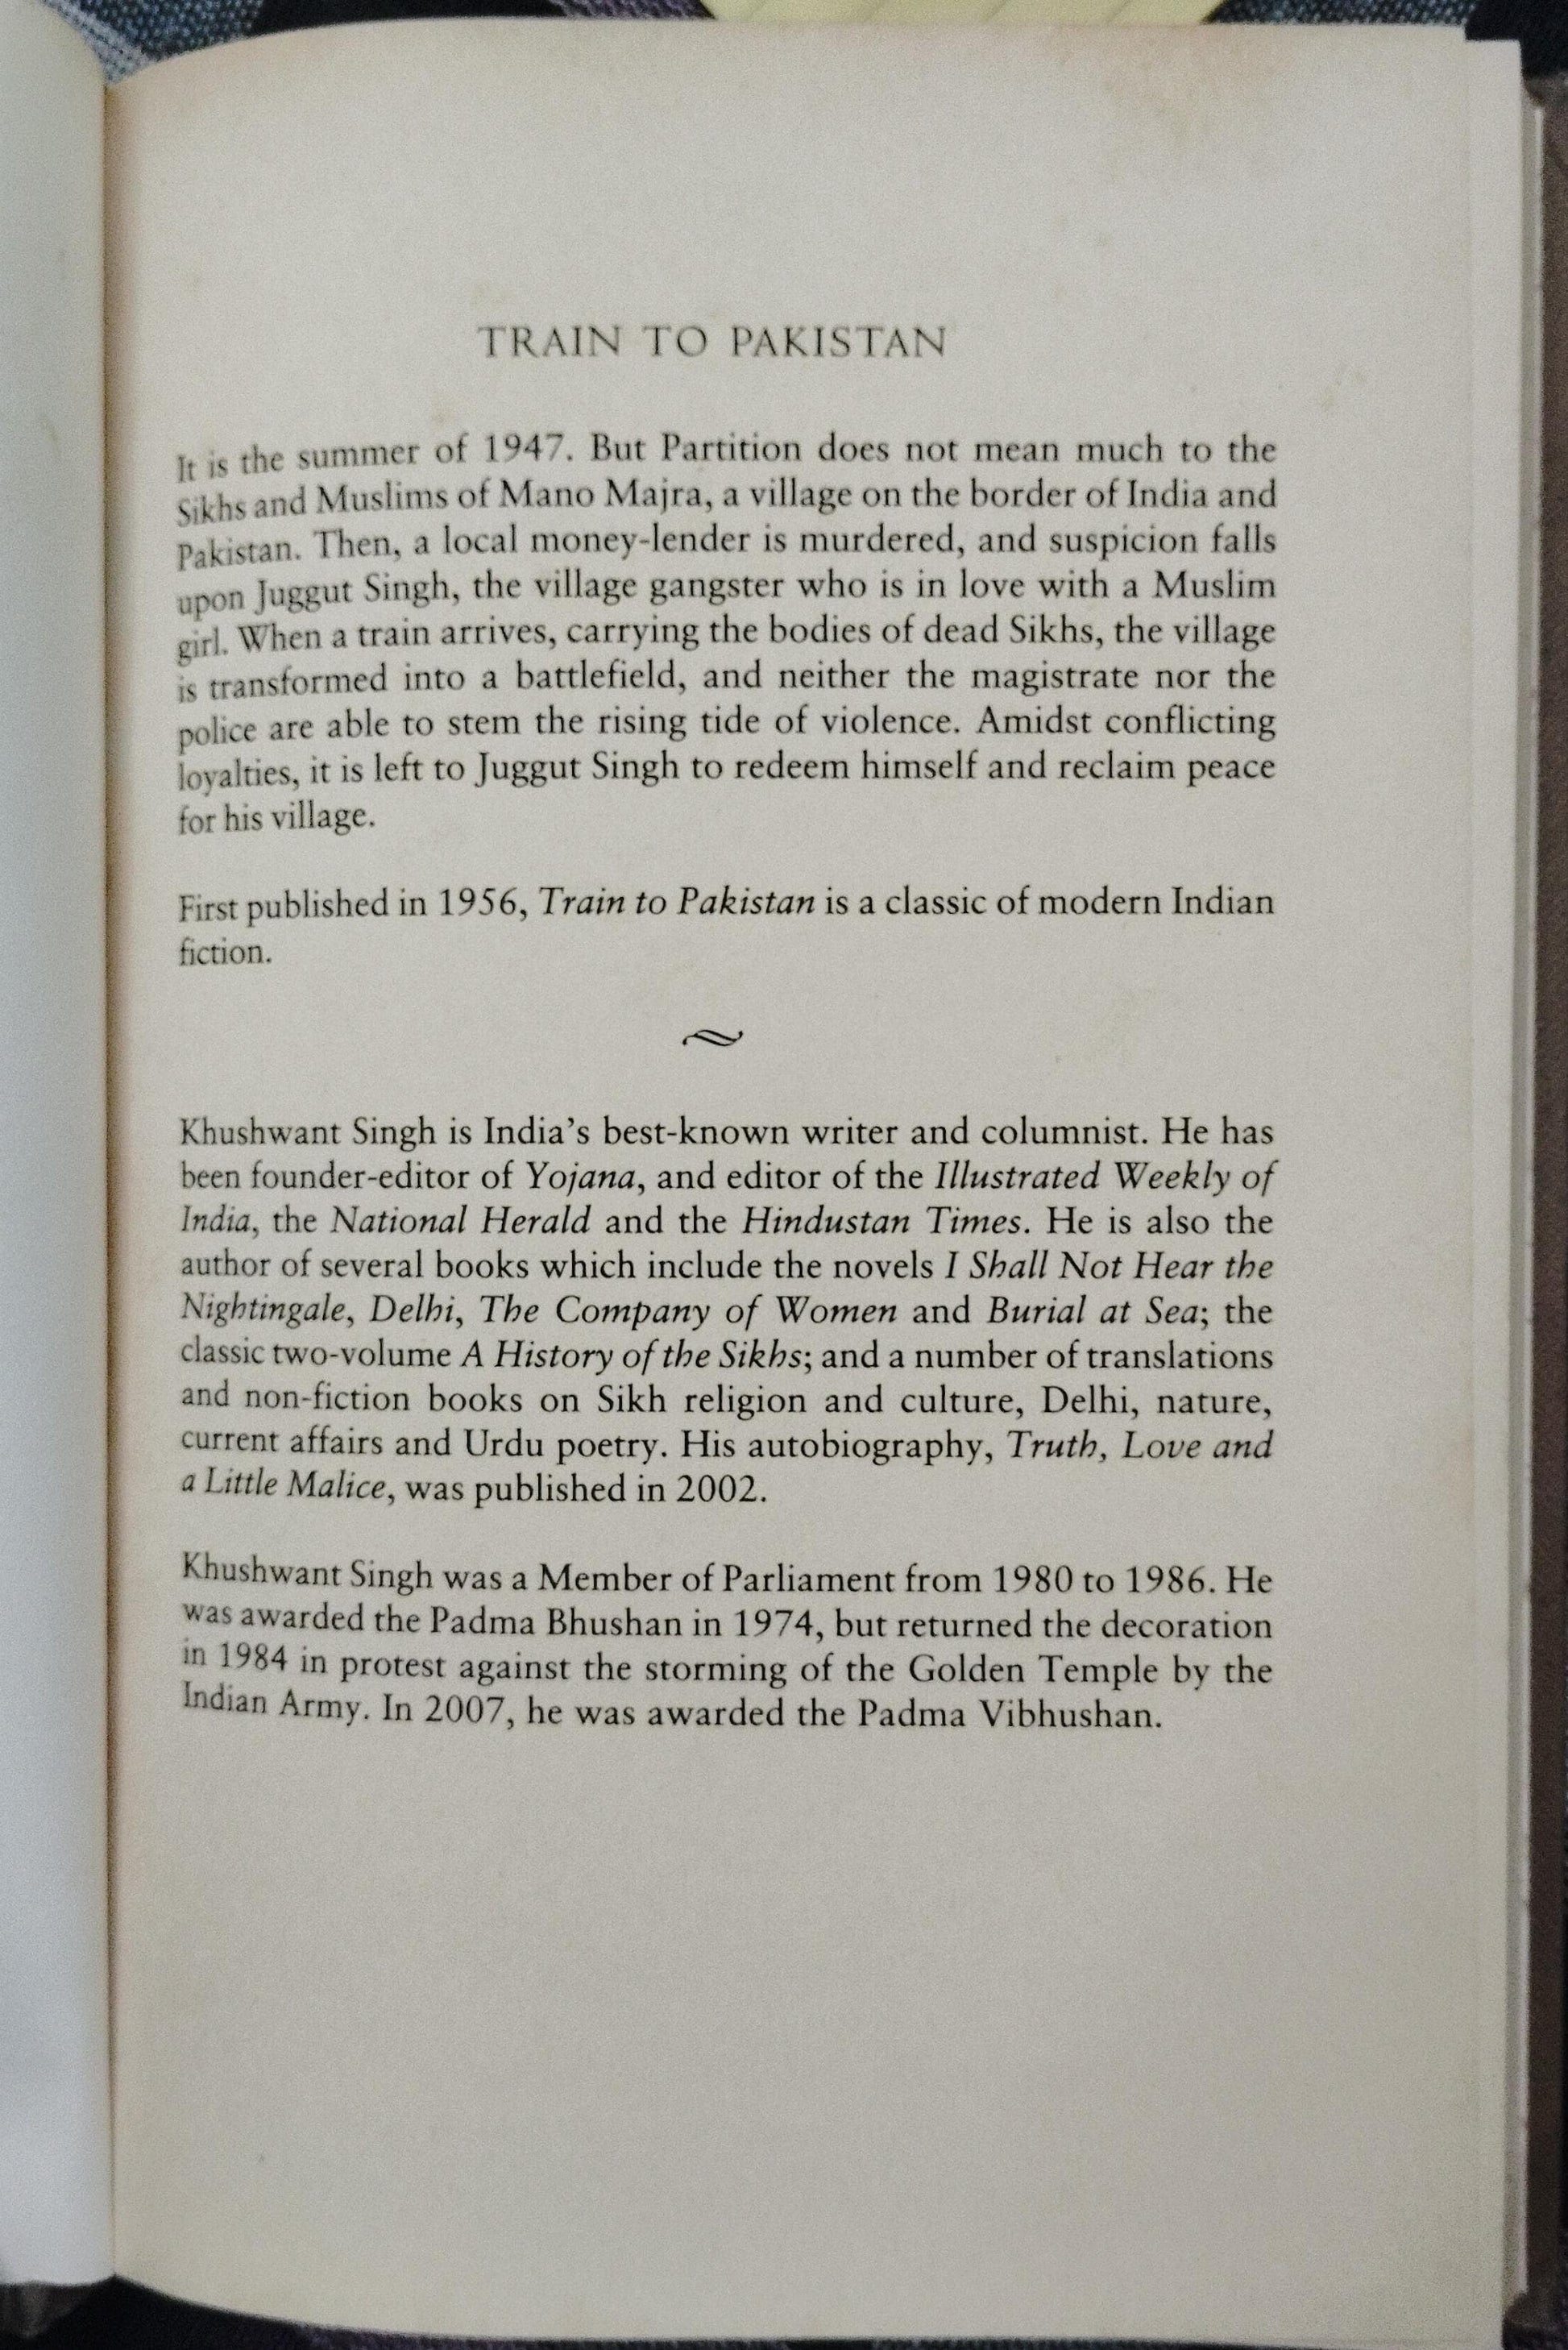 TRAIN TO PAKISTAN
It is the summer of 1947. But Partition does not mean much to the
Sikhs and Muslims of Mano Majra, a village on the border of India and
Pakistan. Then, a local money-lender is murdered, and suspicion falls
upon Juggut Singh, the village gangster who is in love with a Muslim
girl. When a train arrives, carrying the bodies of dead Sikhs, the village
is transformed into a battlefield, and neither the magistrate nor the
police are able to stem the rising tide of violence. Amidst conflicting
loyalties, it is left to Juggut Singh to redeem himself and reclaim peace
for his village.
First published in 1956, Train to Pakistan is a classic of modern Indian
fiction.
Khushwant Singh is India's best-known writer and columnist. He has
been founder-editor of Yojana, and editor of the Illustrated Weekly of
India, the National Herald and the Hindustan Times. He is also the
author of several books which include the novels I Shall Not Hear the
Nightingale, Delhi, The Company of Women and Burial at Sea; the
classic two-volume A History of the Sikhs; and a number of translations
and non-fiction books on Sikh religion and culture, Delhi, nature,
current affairs and Urdu poetry. His autobiography, Truth, Love and
a Little Malice, was published in 2002.
Khushwant Singh was a Member of Parliament from 1980 to 1986. He
was awarded the Padma Bhushan in 1974, but returned the decoration
in 1984 in protest against the storming of the Golden Temple by the
Indian Army. In 2007, he was awarded the Padma Vibhushan.